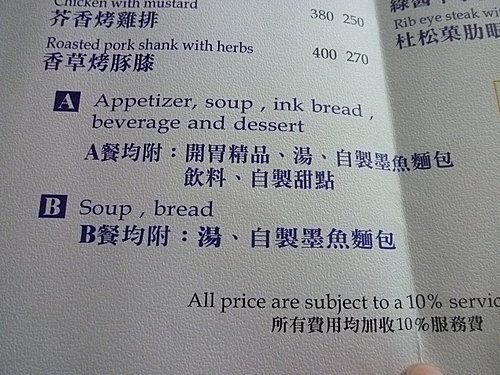 Chicken with mustard
芥香烤雞排 380 250
Roasted pork shank with herbs
香草烤豚膝 400 270
Rib eye steak wit
杜松菓肋眼
A Appetizer, soup , ink bread ,
beverage and dessert
A餐均附：開胃精品、湯、自製墨魚麵包
飲料、自製甜點
B Soup , bread
B餐均附：湯、自製墨魚麵包
All price are subject to a 10% servic
所有費用均加收10%服務費